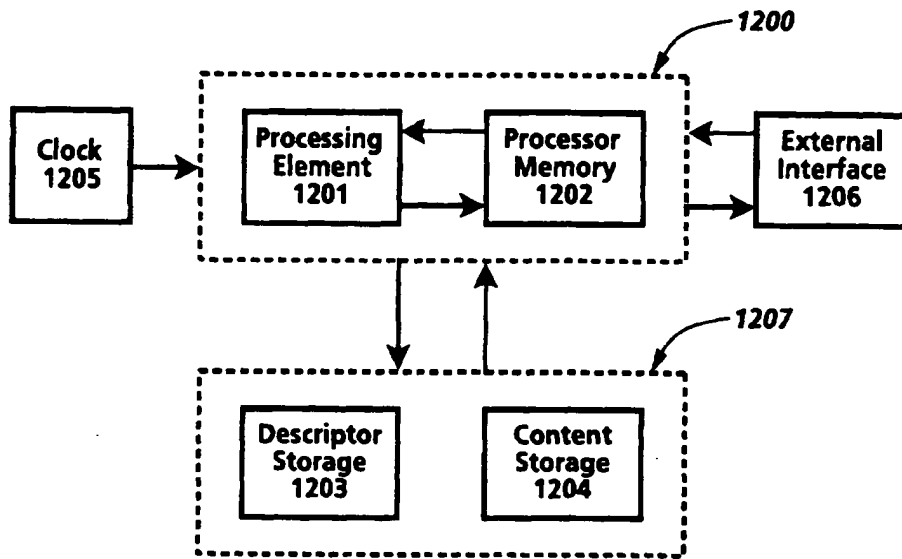 1200
Clock
1205
Processing
Element
1201
Processor
Memory
1202
External
Interface
1206
1207
Descriptor
Storage
1203
Content
Storage
1204